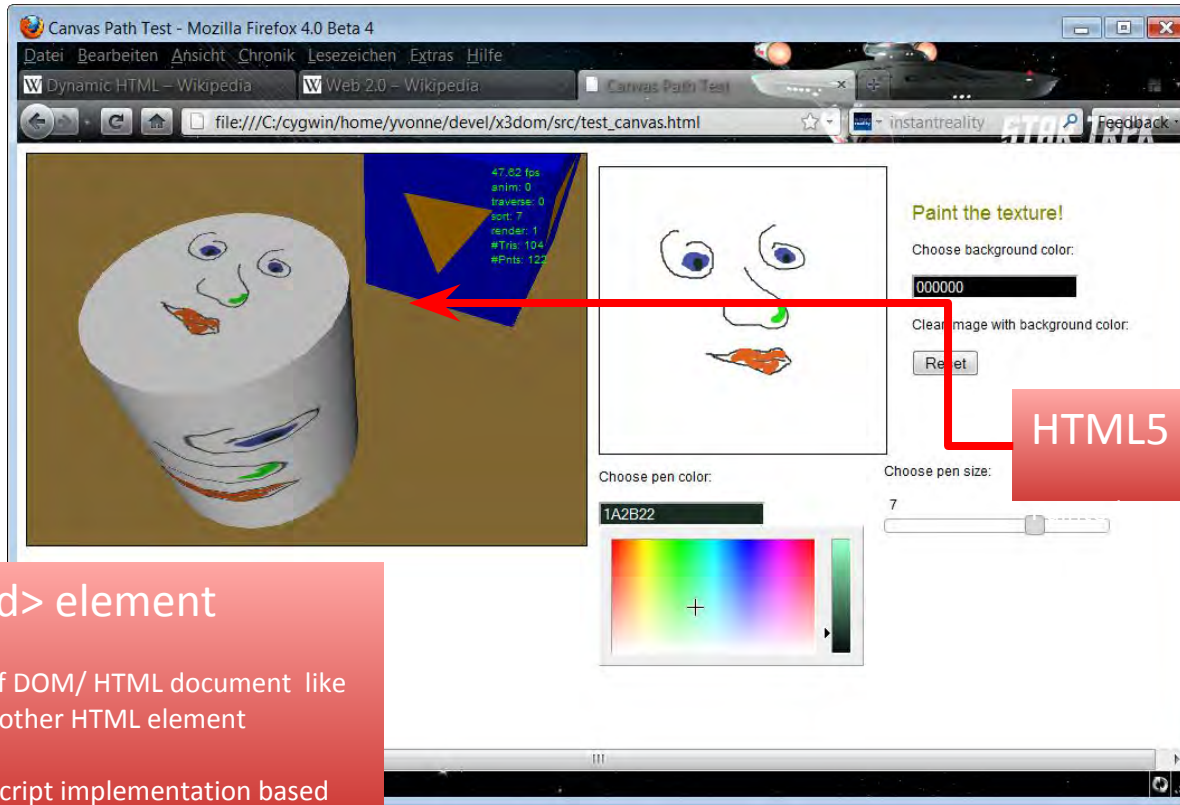 Canvas Path Test - Mozilla Firefox 4.0 Beta 4
Datei Bearbeiten Ansicht Chronik Lesezeichen Extras Hilfe
W Dynamic HTML – Wikipedia
W Web 2.0 – Wikipedia
Canvas Path Test
file:///C:/cygwin/home/yvonne/devel/x3dom/src/test_canvas.html
instantreality
Feedback
47.62 fps
anim: 0
traverse: 0
sort: 7
render: 1
#Tris: 104
#Pnts: 122
Paint the texture!
Choose background color:
000000
Clear image with background color:
Reset
HTML5
Choose pen color:
1A2B22
Choose pen size:
7
d> element
f DOM/ HTML document like
other HTML element
cript implementation based